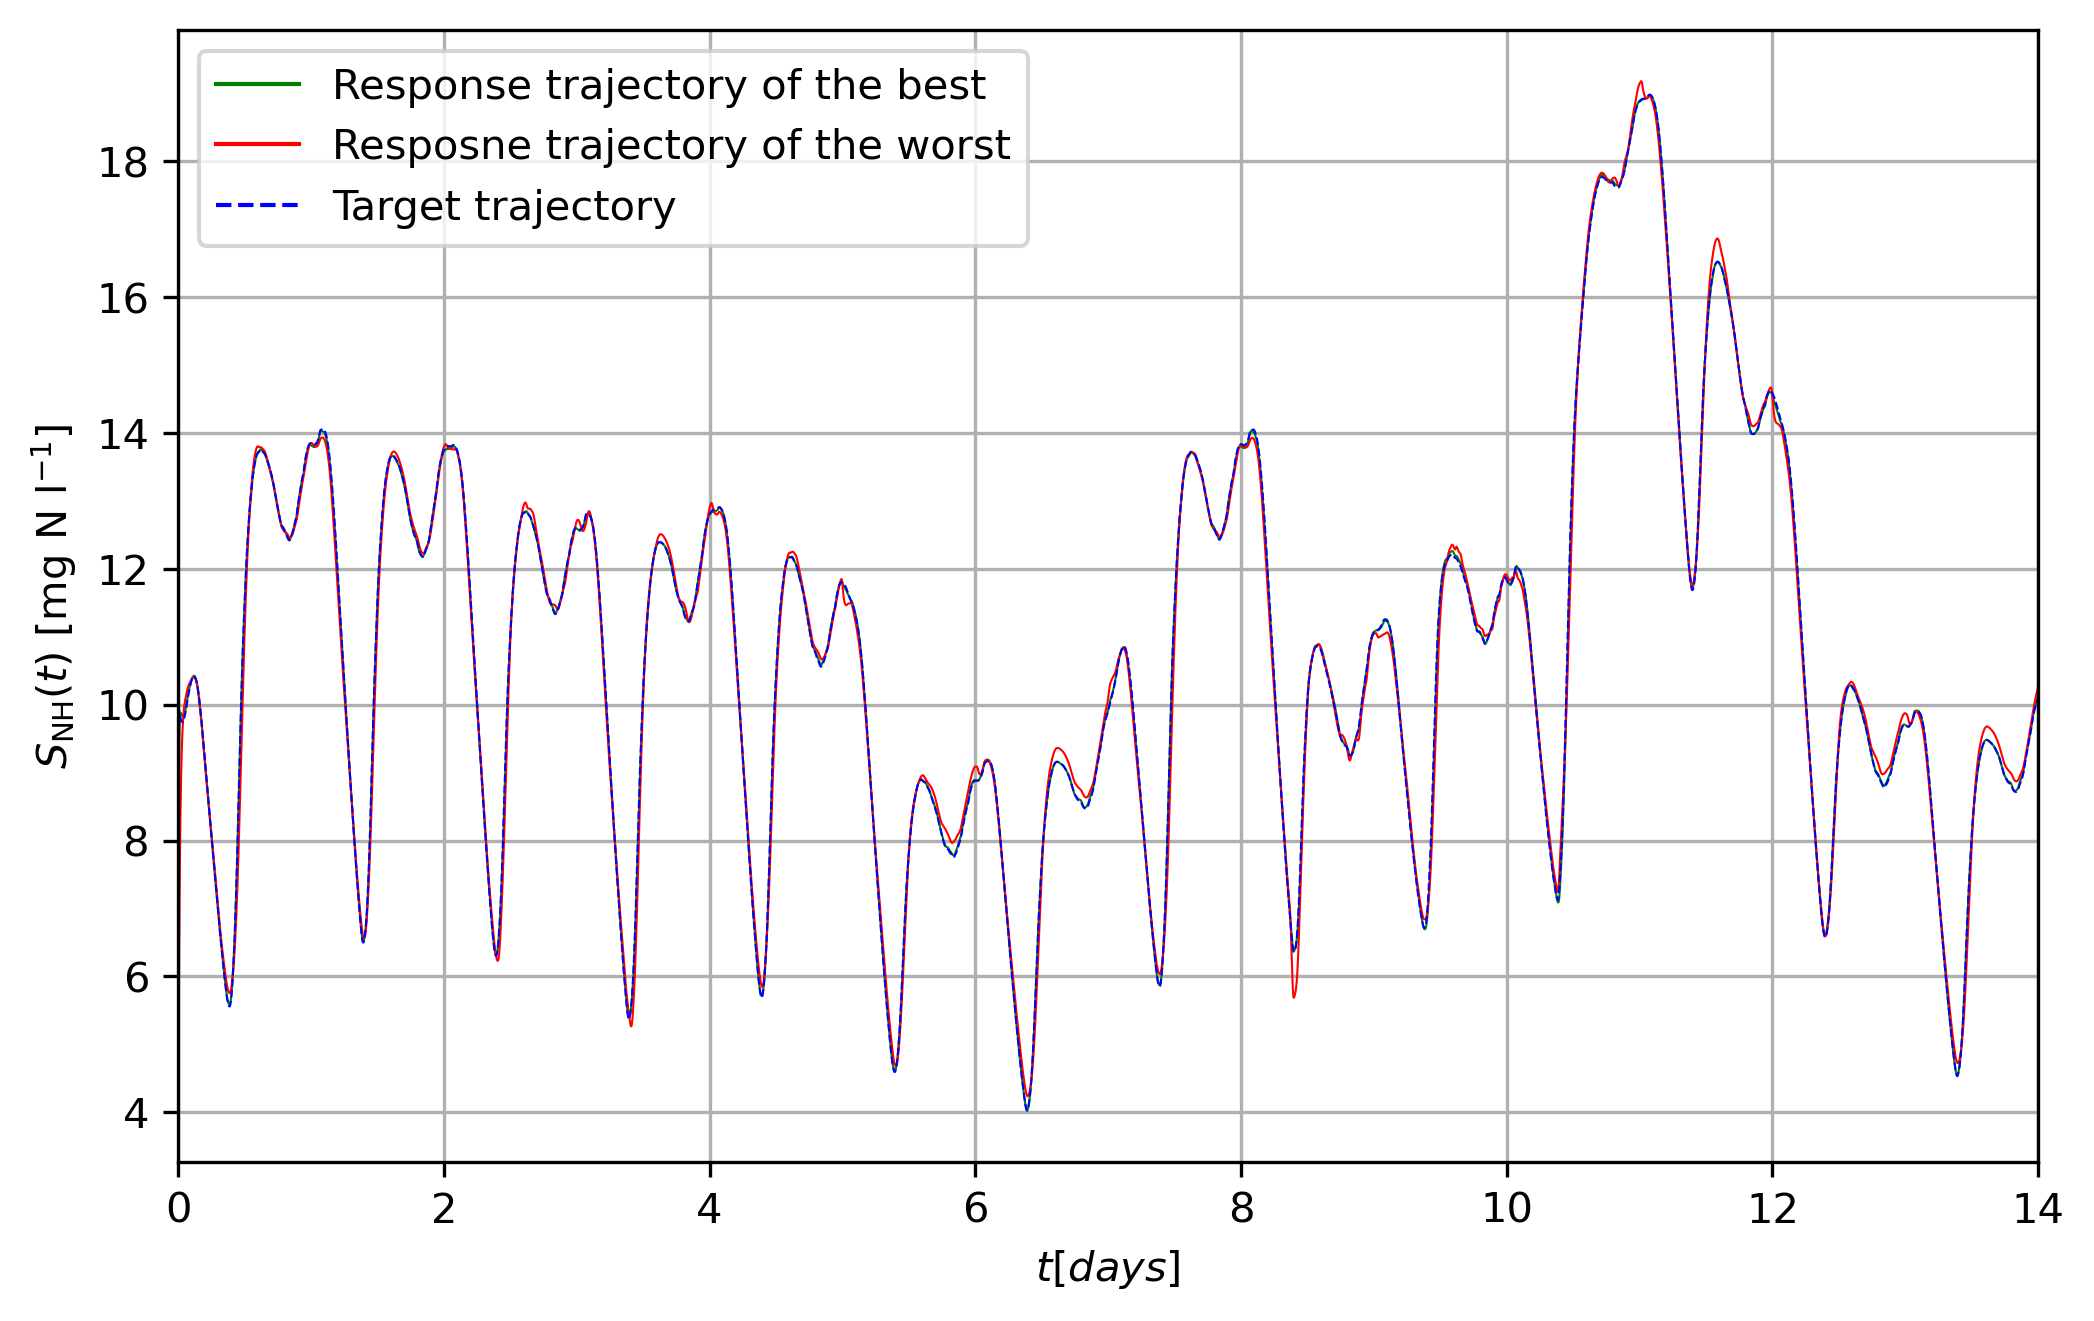 Response trajectory of the best
Resposne trajectory of the worst
Target trajectory
18
16
14
12
10
8
6
4
S_NH(t) [mg N l⁻¹]
0 2 4 6 8 10 12 14
t[days]